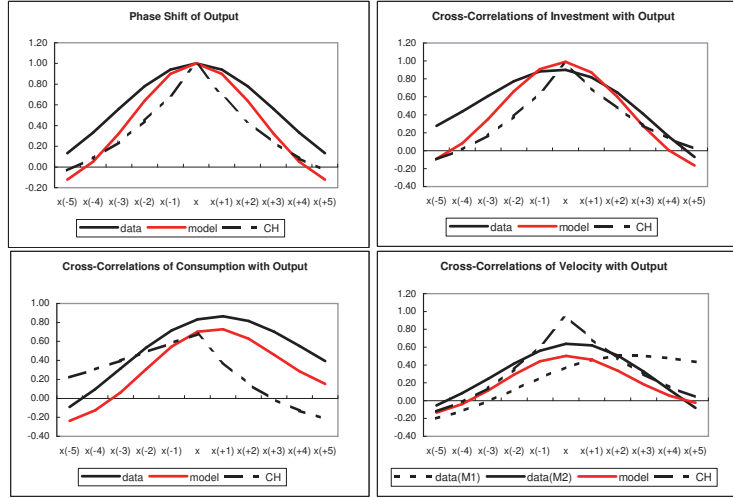 Phase Shift of Output
1.20
1.00
0.80
0.60
0.40
0.20
0.00
-0.20
x(-5) x(-4) x(-3) x(-2) x(-1) x x(+1) x(+2) x(+3) x(+4) x(+5)
data model CH
Cross-Correlations of Investment with Output
1.20
1.00
0.80
0.60
0.40
0.20
0.00
-0.20
-0.40
x(-5) x(-4) x(-3) x(-2) x(-1) x x(+1) x(+2) x(+3) x(+4) x(+5)
data model CH
Cross-Correlations of Consumption with Output
1.00
0.80
0.60
0.40
0.20
0.00
-0.20
-0.40
x(-5) x(-4) x(-3) x(-2) x(-1) x x(+1) x(+2) x(+3) x(+4) x(+5)
data model CH
Cross-Correlations of Velocity with Output
1.20
1.00
0.80
0.60
0.40
0.20
0.00
-0.20
-0.40
x(-5) x(-4) x(-3) x(-2) x(-1) x x(+1) x(+2) x(+3) x(+4) x(+5)
data(M1) data(M2) model CH